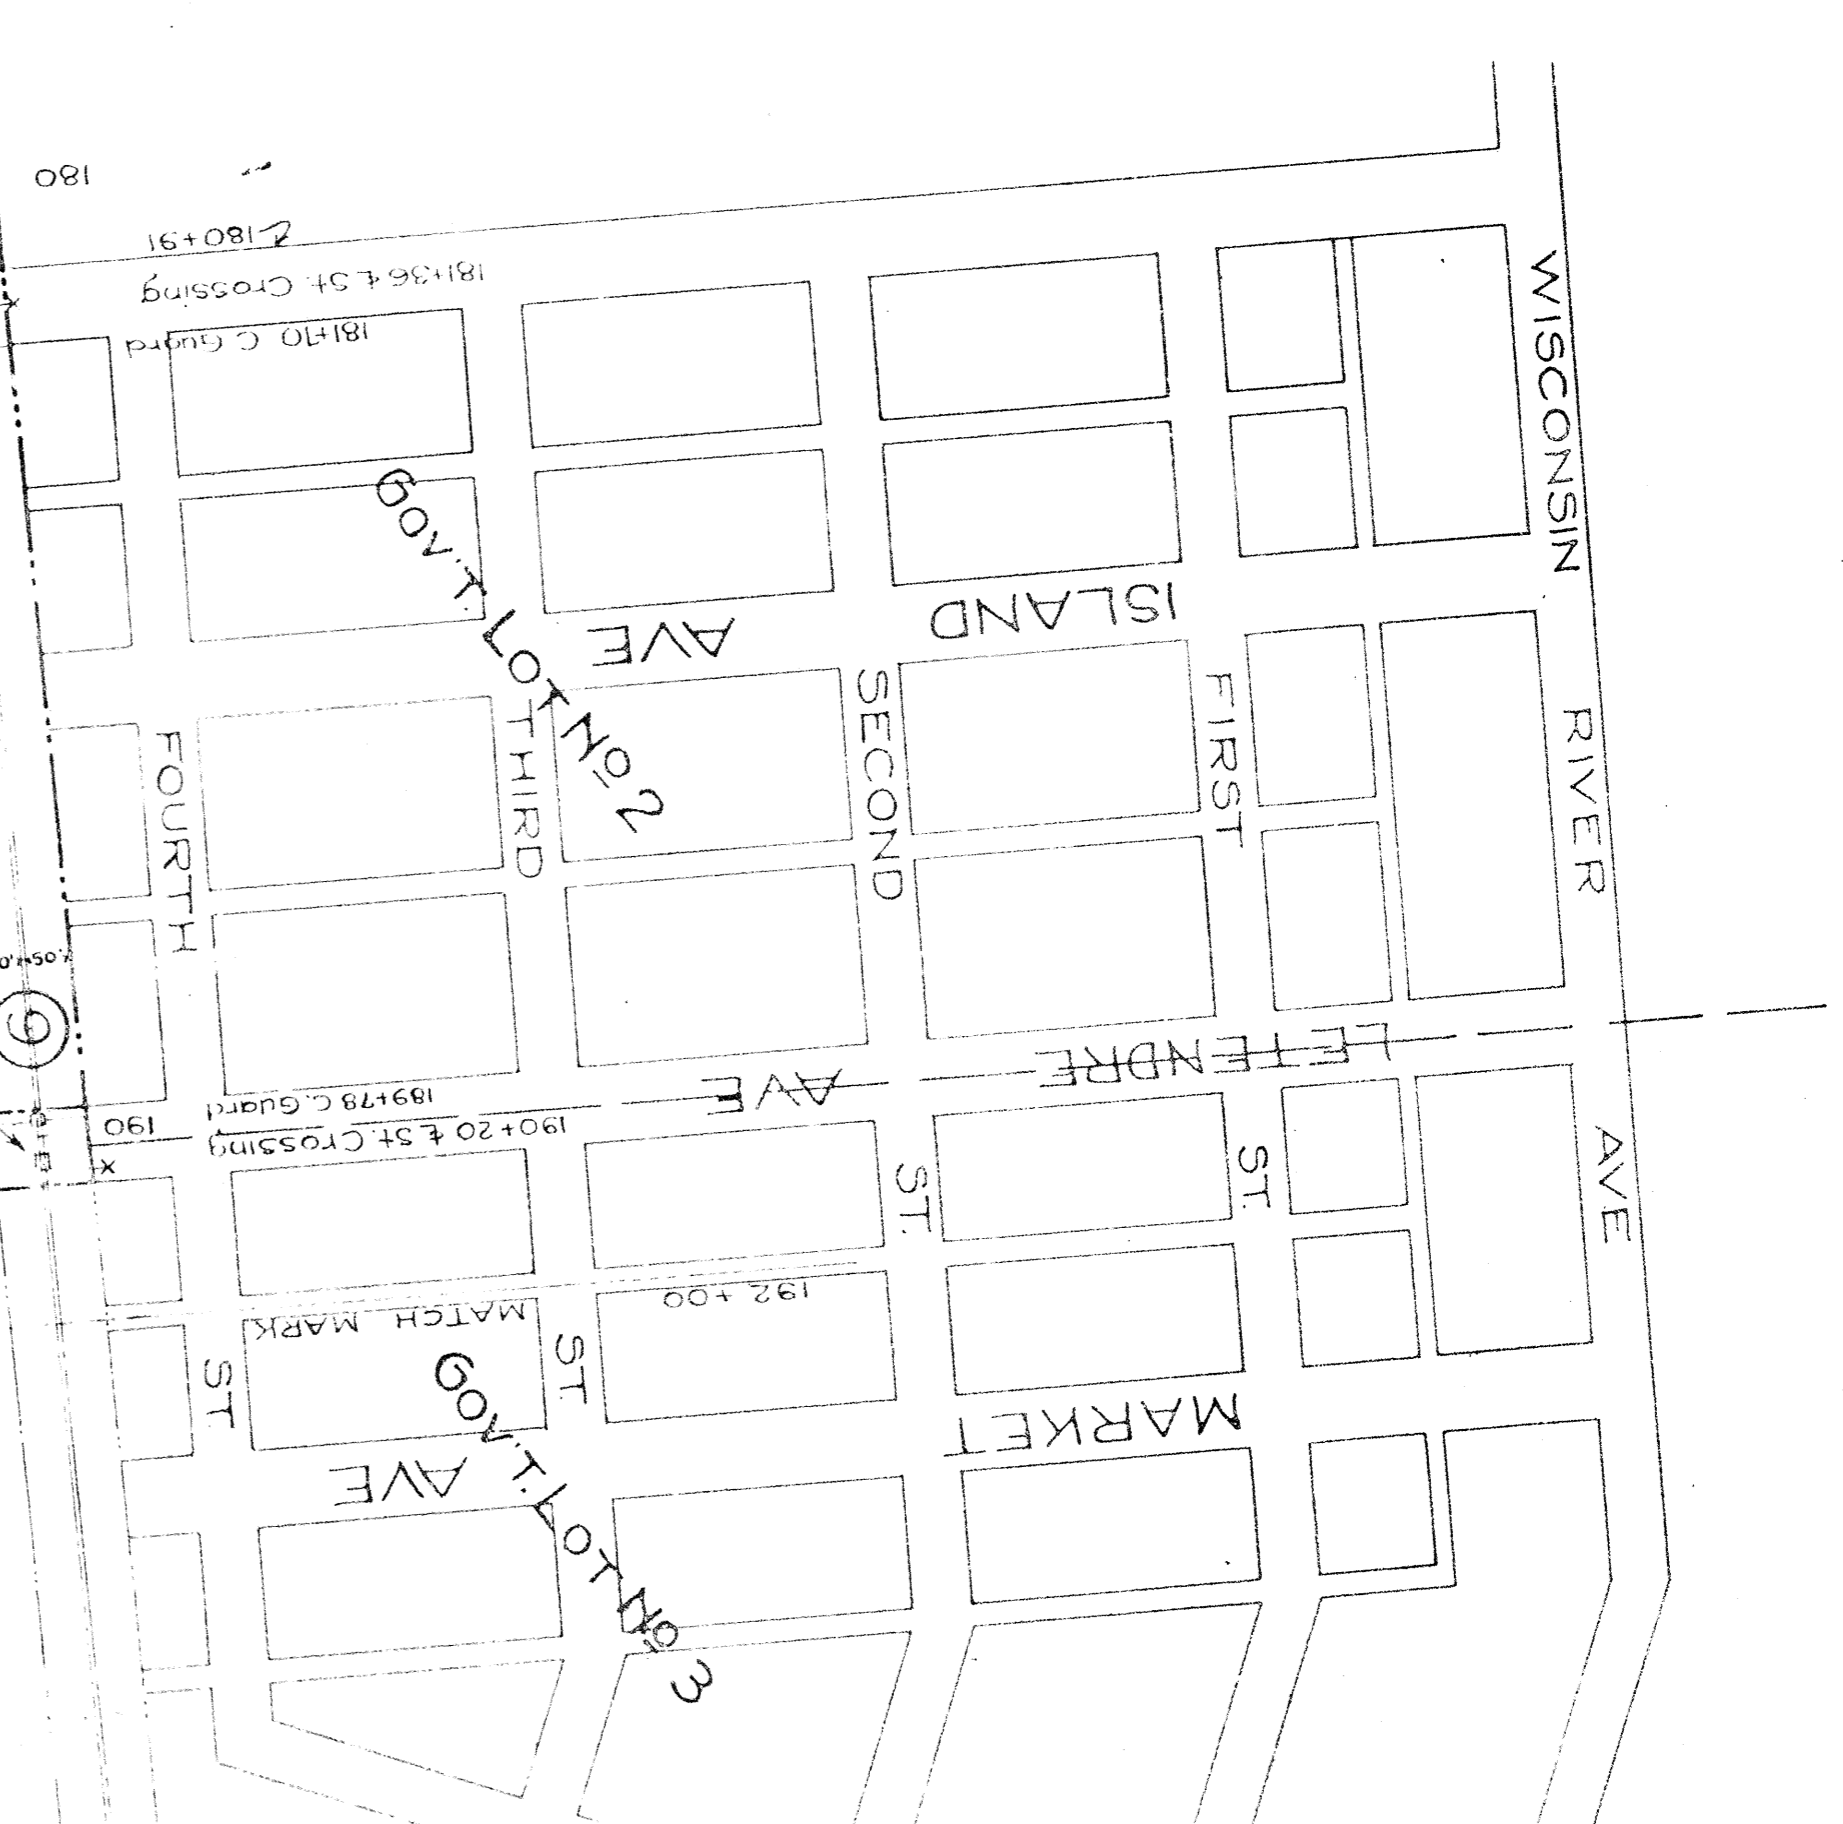 180
℄ 180+91
181+36 ℄ St. Crossing
181+10 C. Guard
WISCONSIN RIVER AVE
GOV'T. LOT No. 2
ISLAND AVE
FIRST ST.
SECOND ST.
THIRD ST.
FOURTH ST
9
LETENDRE AVE
189+78 C. Guard
190
190+20 ℄ St. Crossing
192+00
MATCH MARK
GOV'T. LOT No. 3
MARKET AVE